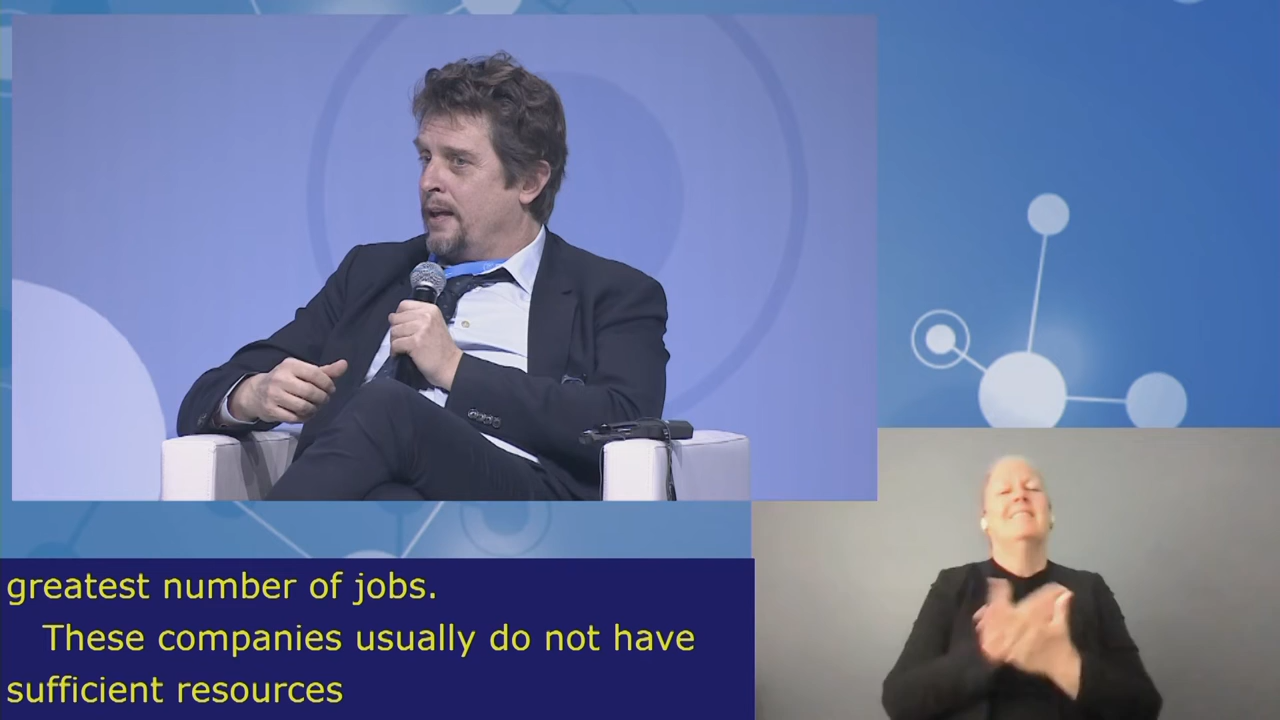 greatest number of jobs.
These companies usually do not have
sufficient resources